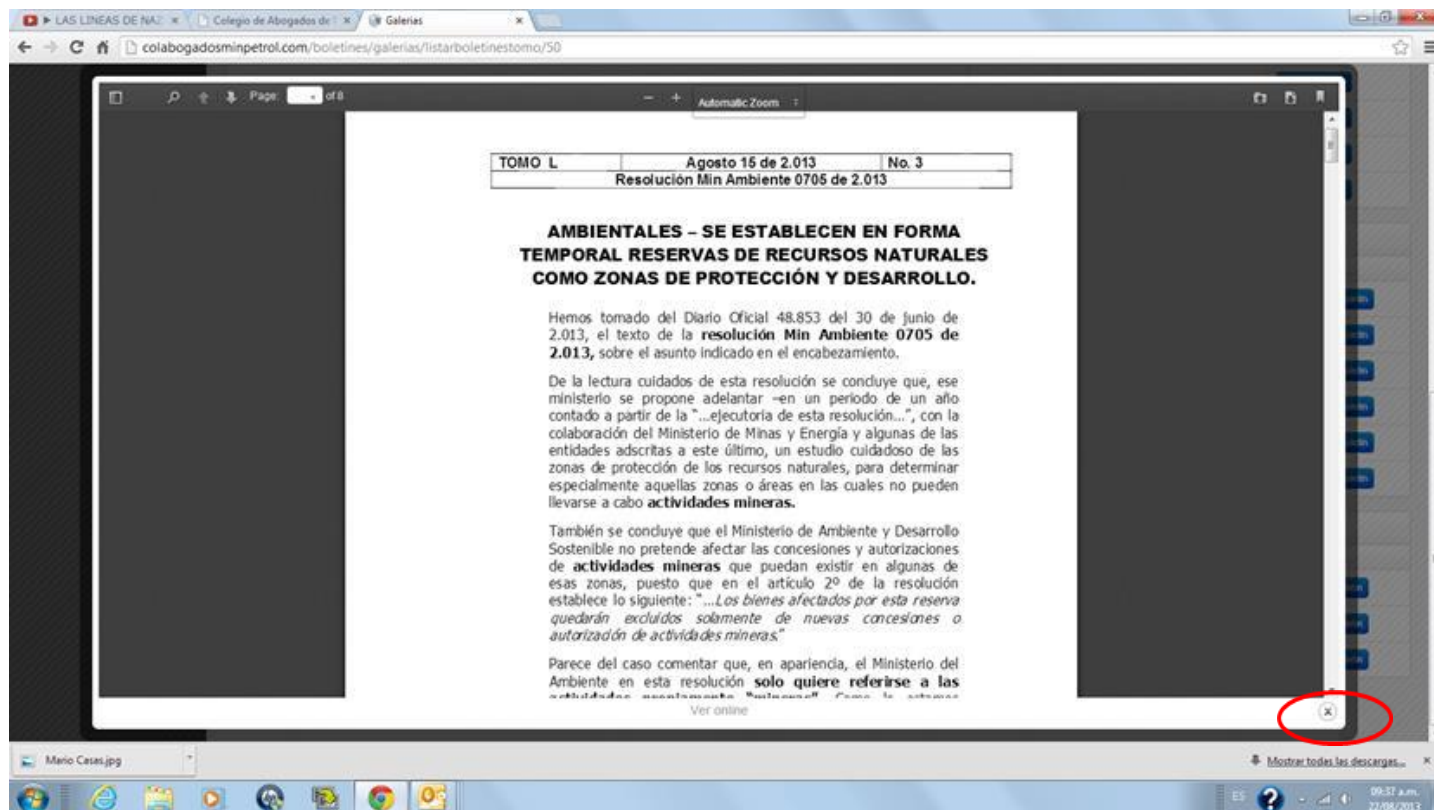 LAS LINEAS DE NAZ
Colegio de Abogados de
Galerias
colabogadosminpetrol.com/boletines/galerias/listarboletinestomo/50
Page: of 8
Automatic Zoom
TOMO L Agosto 15 de 2.013 No. 3
Resolución Min Ambiente 0705 de 2.013
AMBIENTALES – SE ESTABLECEN EN FORMA
TEMPORAL RESERVAS DE RECURSOS NATURALES
COMO ZONAS DE PROTECCIÓN Y DESARROLLO.
Hemos tomado del Diario Oficial 48.853 del 30 de junio de
2.013, el texto de la resolución Min Ambiente 0705 de
2.013, sobre el asunto indicado en el encabezamiento.
De la lectura cuidados de esta resolución se concluye que, ese
ministerio se propone adelantar –en un periodo de un año
contado a partir de la "...ejecutoria de esta resolución...", con la
colaboración del Ministerio de Minas y Energía y algunas de las
entidades adscritas a este último, un estudio cuidadoso de las
zonas de protección de los recursos naturales, para determinar
especialmente aquellas zonas o áreas en las cuales no pueden
llevarse a cabo actividades mineras.
También se concluye que el Ministerio de Ambiente y Desarrollo
Sostenible no pretende afectar las concesiones y autorizaciones
de actividades mineras que puedan existir en algunas de
esas zonas, puesto que en el artículo 2º de la resolución
establece lo siguiente: "...Los bienes afectados por esta reserva
quedarán excluídos solamente de nuevas concesiones o
autorización de actividades mineras."
Parece del caso comentar que, en apariencia, el Ministerio del
Ambiente en esta resolución solo quiere referirse a las
Ver online
Mario Casas.jpg
Mostrar todas las descargas...
ES
09:37 a.m.
22/08/2013